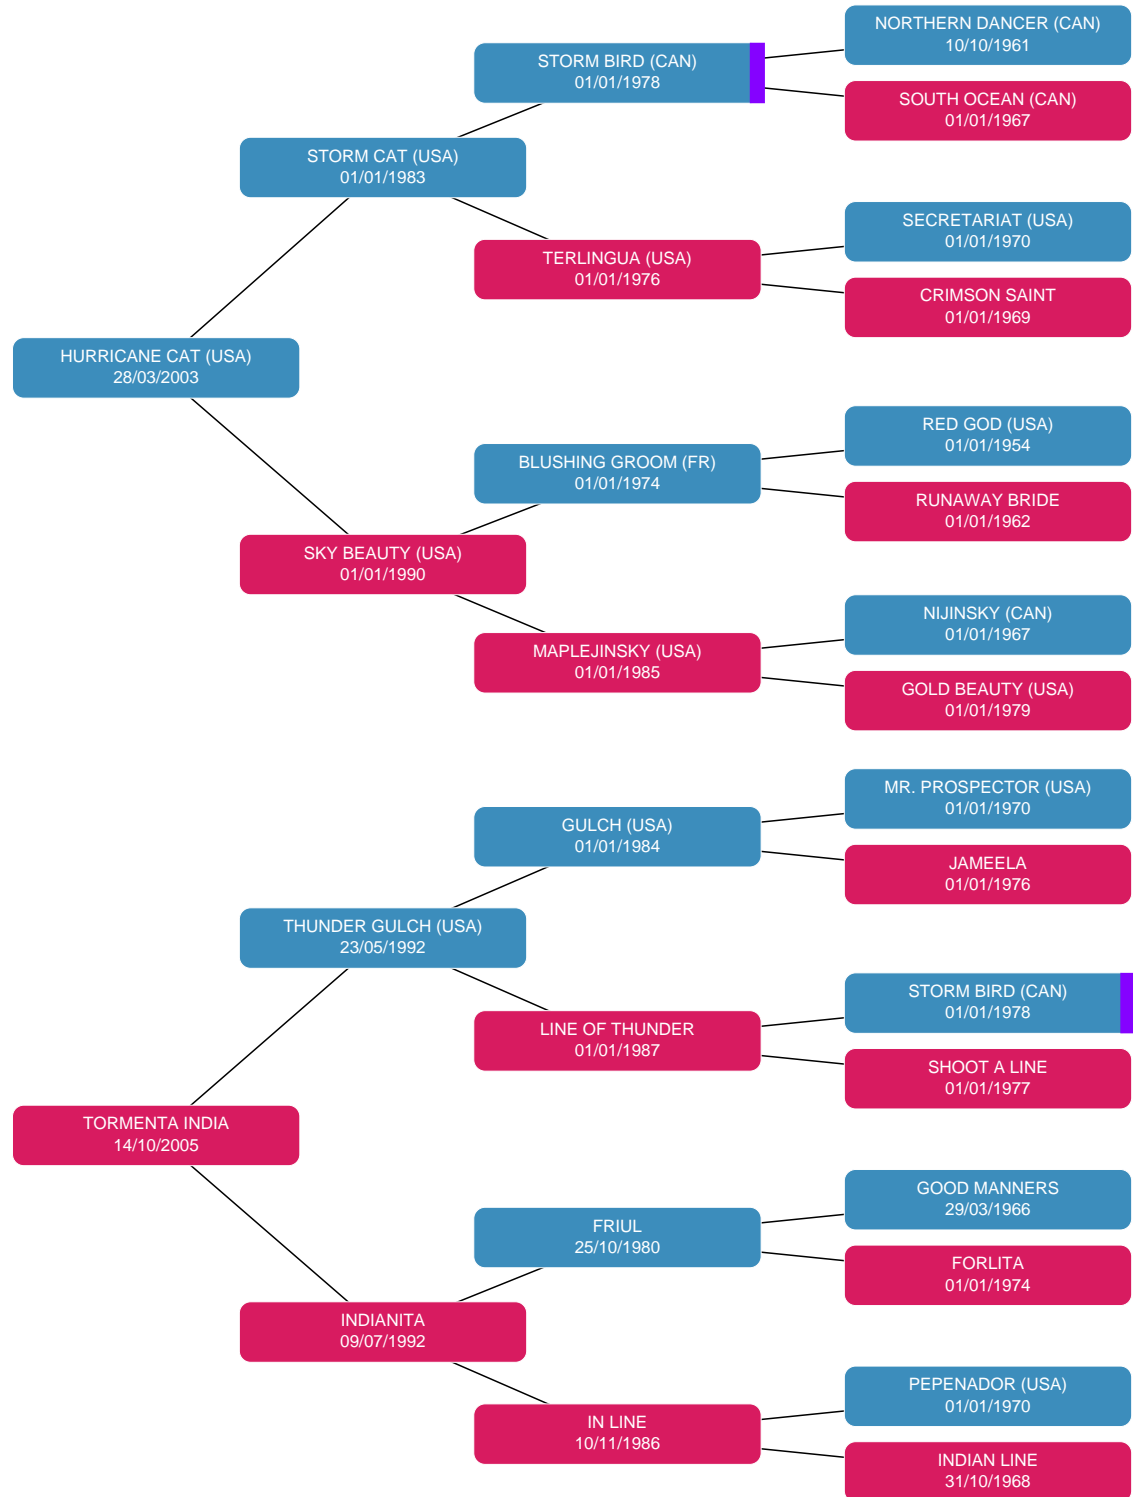 NORTHERN DANCER (CAN)
10/10/1961
STORM BIRD (CAN)
01/01/1978
SOUTH OCEAN (CAN)
01/01/1967
STORM CAT (USA)
01/01/1983
SECRETARIAT (USA)
01/01/1970
TERLINGUA (USA)
01/01/1976
CRIMSON SAINT
01/01/1969
HURRICANE CAT (USA)
28/03/2003
RED GOD (USA)
01/01/1954
BLUSHING GROOM (FR)
01/01/1974
RUNAWAY BRIDE
01/01/1962
SKY BEAUTY (USA)
01/01/1990
NIJINSKY (CAN)
01/01/1967
MAPLEJINSKY (USA)
01/01/1985
GOLD BEAUTY (USA)
01/01/1979
MR. PROSPECTOR (USA)
01/01/1970
GULCH (USA)
01/01/1984
JAMEELA
01/01/1976
THUNDER GULCH (USA)
23/05/1992
STORM BIRD (CAN)
01/01/1978
LINE OF THUNDER
01/01/1987
SHOOT A LINE
01/01/1977
TORMENTA INDIA
14/10/2005
GOOD MANNERS
29/03/1966
FRIUL
25/10/1980
FORLITA
01/01/1974
INDIANITA
09/07/1992
PEPENADOR (USA)
01/01/1970
IN LINE
10/11/1986
INDIAN LINE
31/10/1968